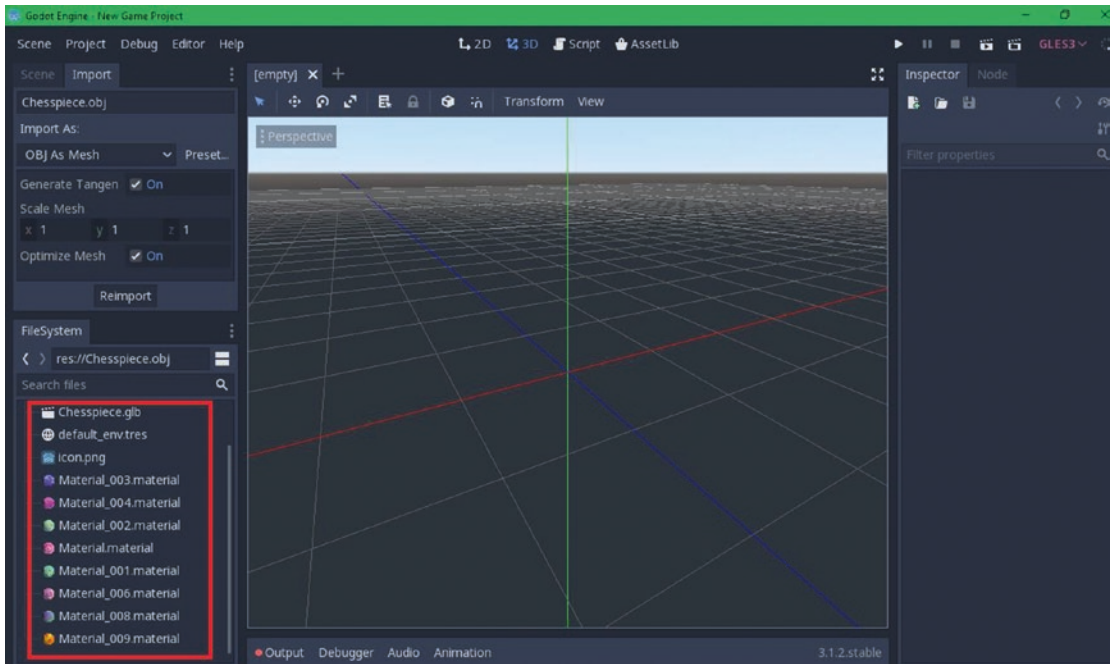 Godot Engine - New Game Project
Scene Project Debug Editor Help
2D 3D Script AssetLib
GLES3
Scene Import
[empty]
Inspector Node
Chesspiece.obj
Transform View
Import As:
Perspective
OBJ As Mesh Preset...
Filter properties
Generate Tangen On
Scale Mesh
x 1 y 1 z 1
Optimize Mesh On
Reimport
FileSystem
res://Chesspiece.obj
Search files
Chesspiece.glb
default_env.tres
icon.png
Material_003.material
Material_004.material
Material_002.material
Material.material
Material_001.material
Material_006.material
Material_008.material
Material_009.material
Output Debugger Audio Animation 3.1.2.stable